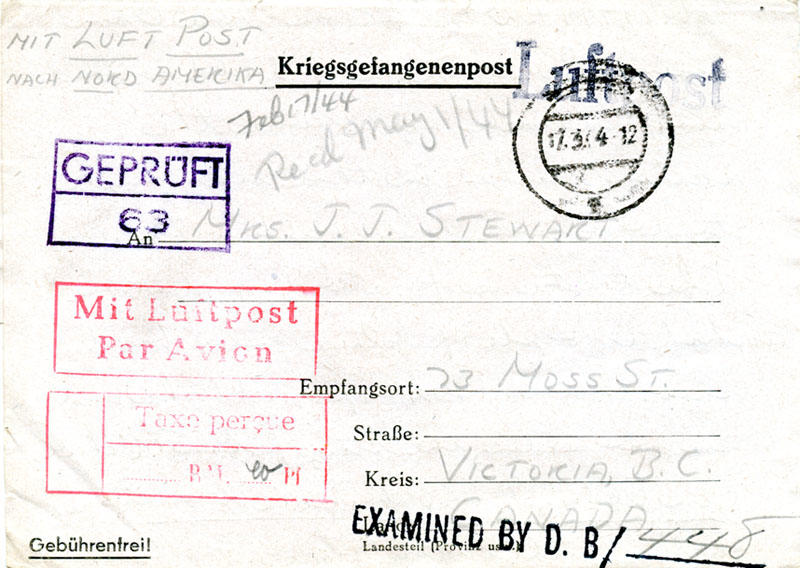 MIT LUFT POST
NACH NORD AMERIKA
Kriegsgefangenenpost
Luftpost
Feb 17/44
Rec'd May 1/44
17.3.44-12
GEPRÜFT
63
An MRS. J. J. STEWART
Mit Luftpost
Par Avion
Empfangsort: 73 MOSS ST.
Taxe perçue
Straße:
RM. 40 Pf
Kreis: VICTORIA, B.C.
Land: CANADA
EXAMINED BY D. B/ 448
Landesteil (Provinz usw.)
Gebührenfrei!